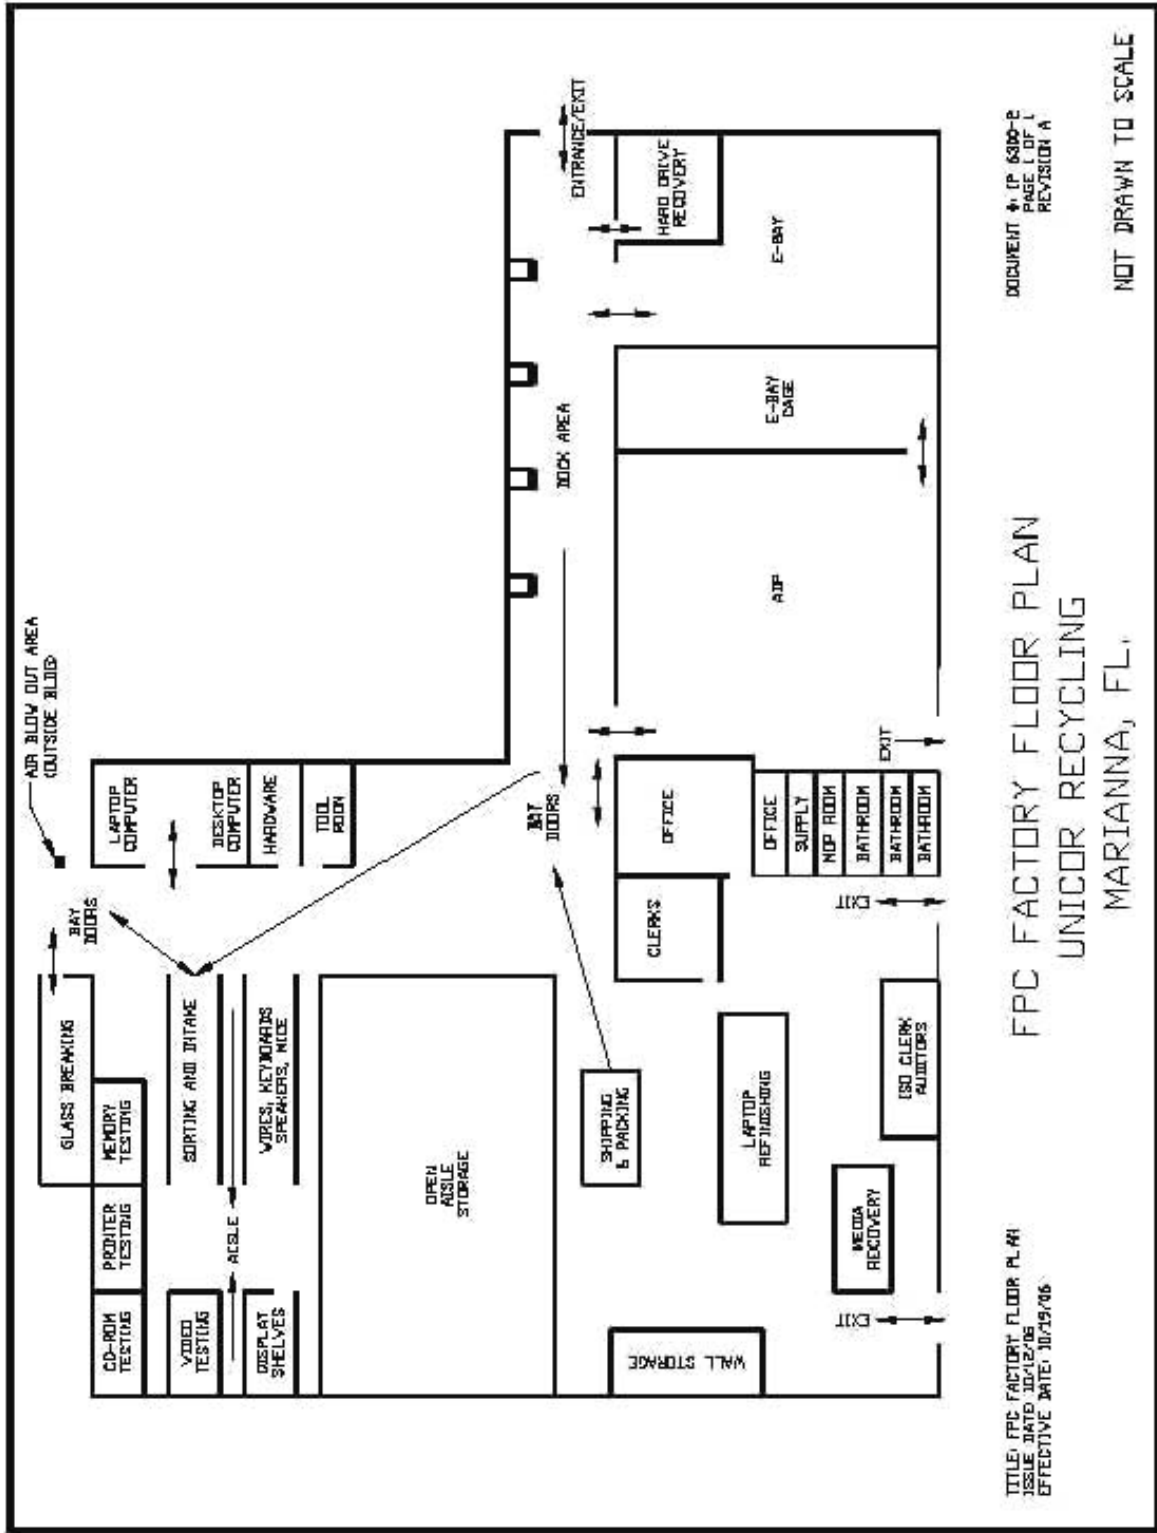 AIR BLOW OUT AREA
(OUTSIDE BLDG)
GLASS BREAKING
BAY
DOORS
LAPTOP
COMPUTER
DESKTOP
COMPUTER
HARDWARE
TOOL
ROOM
CD-ROM
TESTING
PRINTER
TESTING
MEMORY
TESTING
VIDEO
TESTING
SORTING AND INTAKE
AISLE
DISPLAY
SHELVES
WIRES, KEYBOARDS
SPEAKERS, MICE
OPEN
AISLE
STORAGE
BAY
DOORS
DOCK AREA
ENTRANCE/EXIT
WALL STORAGE
SHIPPING
& PACKING
CLERKS
OFFICE
HARD DRIVE
RECOVERY
LAPTOP
REFINISHING
OFFICE
SUPPLY
MOP ROOM
BATHROOM
BATHROOM
BATHROOM
AIP
E-BAY
CAGE
E-BAY
MEDIA
RECOVERY
ISO CLERK
AUDITORS
EXIT
EXIT
EXIT
TITLE: FPC FACTORY FLOOR PLAN
ISSUE DATE: 10/12/06
EFFECTIVE DATE: 10/19/06
FPC FACTORY FLOOR PLAN
UNICOR RECYCLING
MARIANNA, FL.
DOCUMENT #:
PAGE 1 OF 1
REVISION A
NOT DRAWN TO SCALE